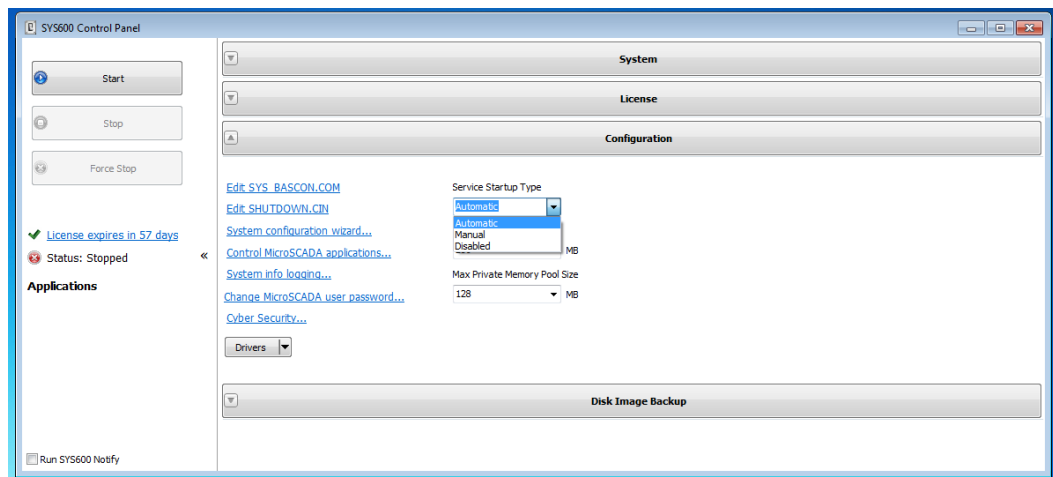 SYS600 Control Panel
Start
Stop
Force Stop
License expires in 57 days
Status: Stopped
«
Applications
Run SYS600 Notify
System
License
Configuration
Edit SYS_BASCON.COM
Edit SHUTDOWN.CIN
System configuration wizard...
Control MicroSCADA applications...
System info logging...
Change MicroSCADA user password...
Cyber Security...
Drivers
Service Startup Type
Automatic
Automatic
Manual
Disabled
MB
Max Private Memory Pool Size
128 MB
Disk Image Backup